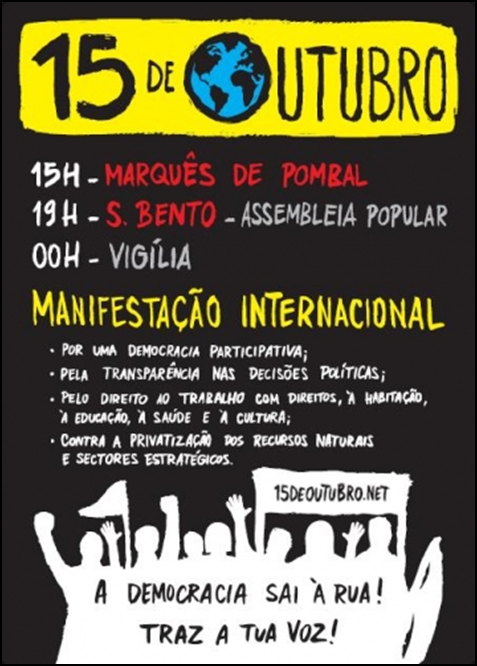 15 DE OUTUBRO
15H - MARQUÊS DE POMBAL
19H - S. BENTO - ASSEMBLEIA POPULAR
00H - VIGÍLIA
MANIFESTAÇÃO INTERNACIONAL
• POR UMA DEMOCRACIA PARTICIPATIVA;
• PELA TRANSPARÊNCIA NAS DECISÕES POLÍTICAS;
• PELO DIREITO AO TRABALHO COM DIREITOS, À HABITAÇÃO,
À EDUCAÇÃO, À SAÚDE E À CULTURA;
• CONTRA A PRIVATIZAÇÃO DOS RECURSOS NATURAIS
E SECTORES ESTRATÉGICOS.
15DEOUTUBRO.NET
A DEMOCRACIA SAI À RUA!
TRAZ A TUA VOZ!